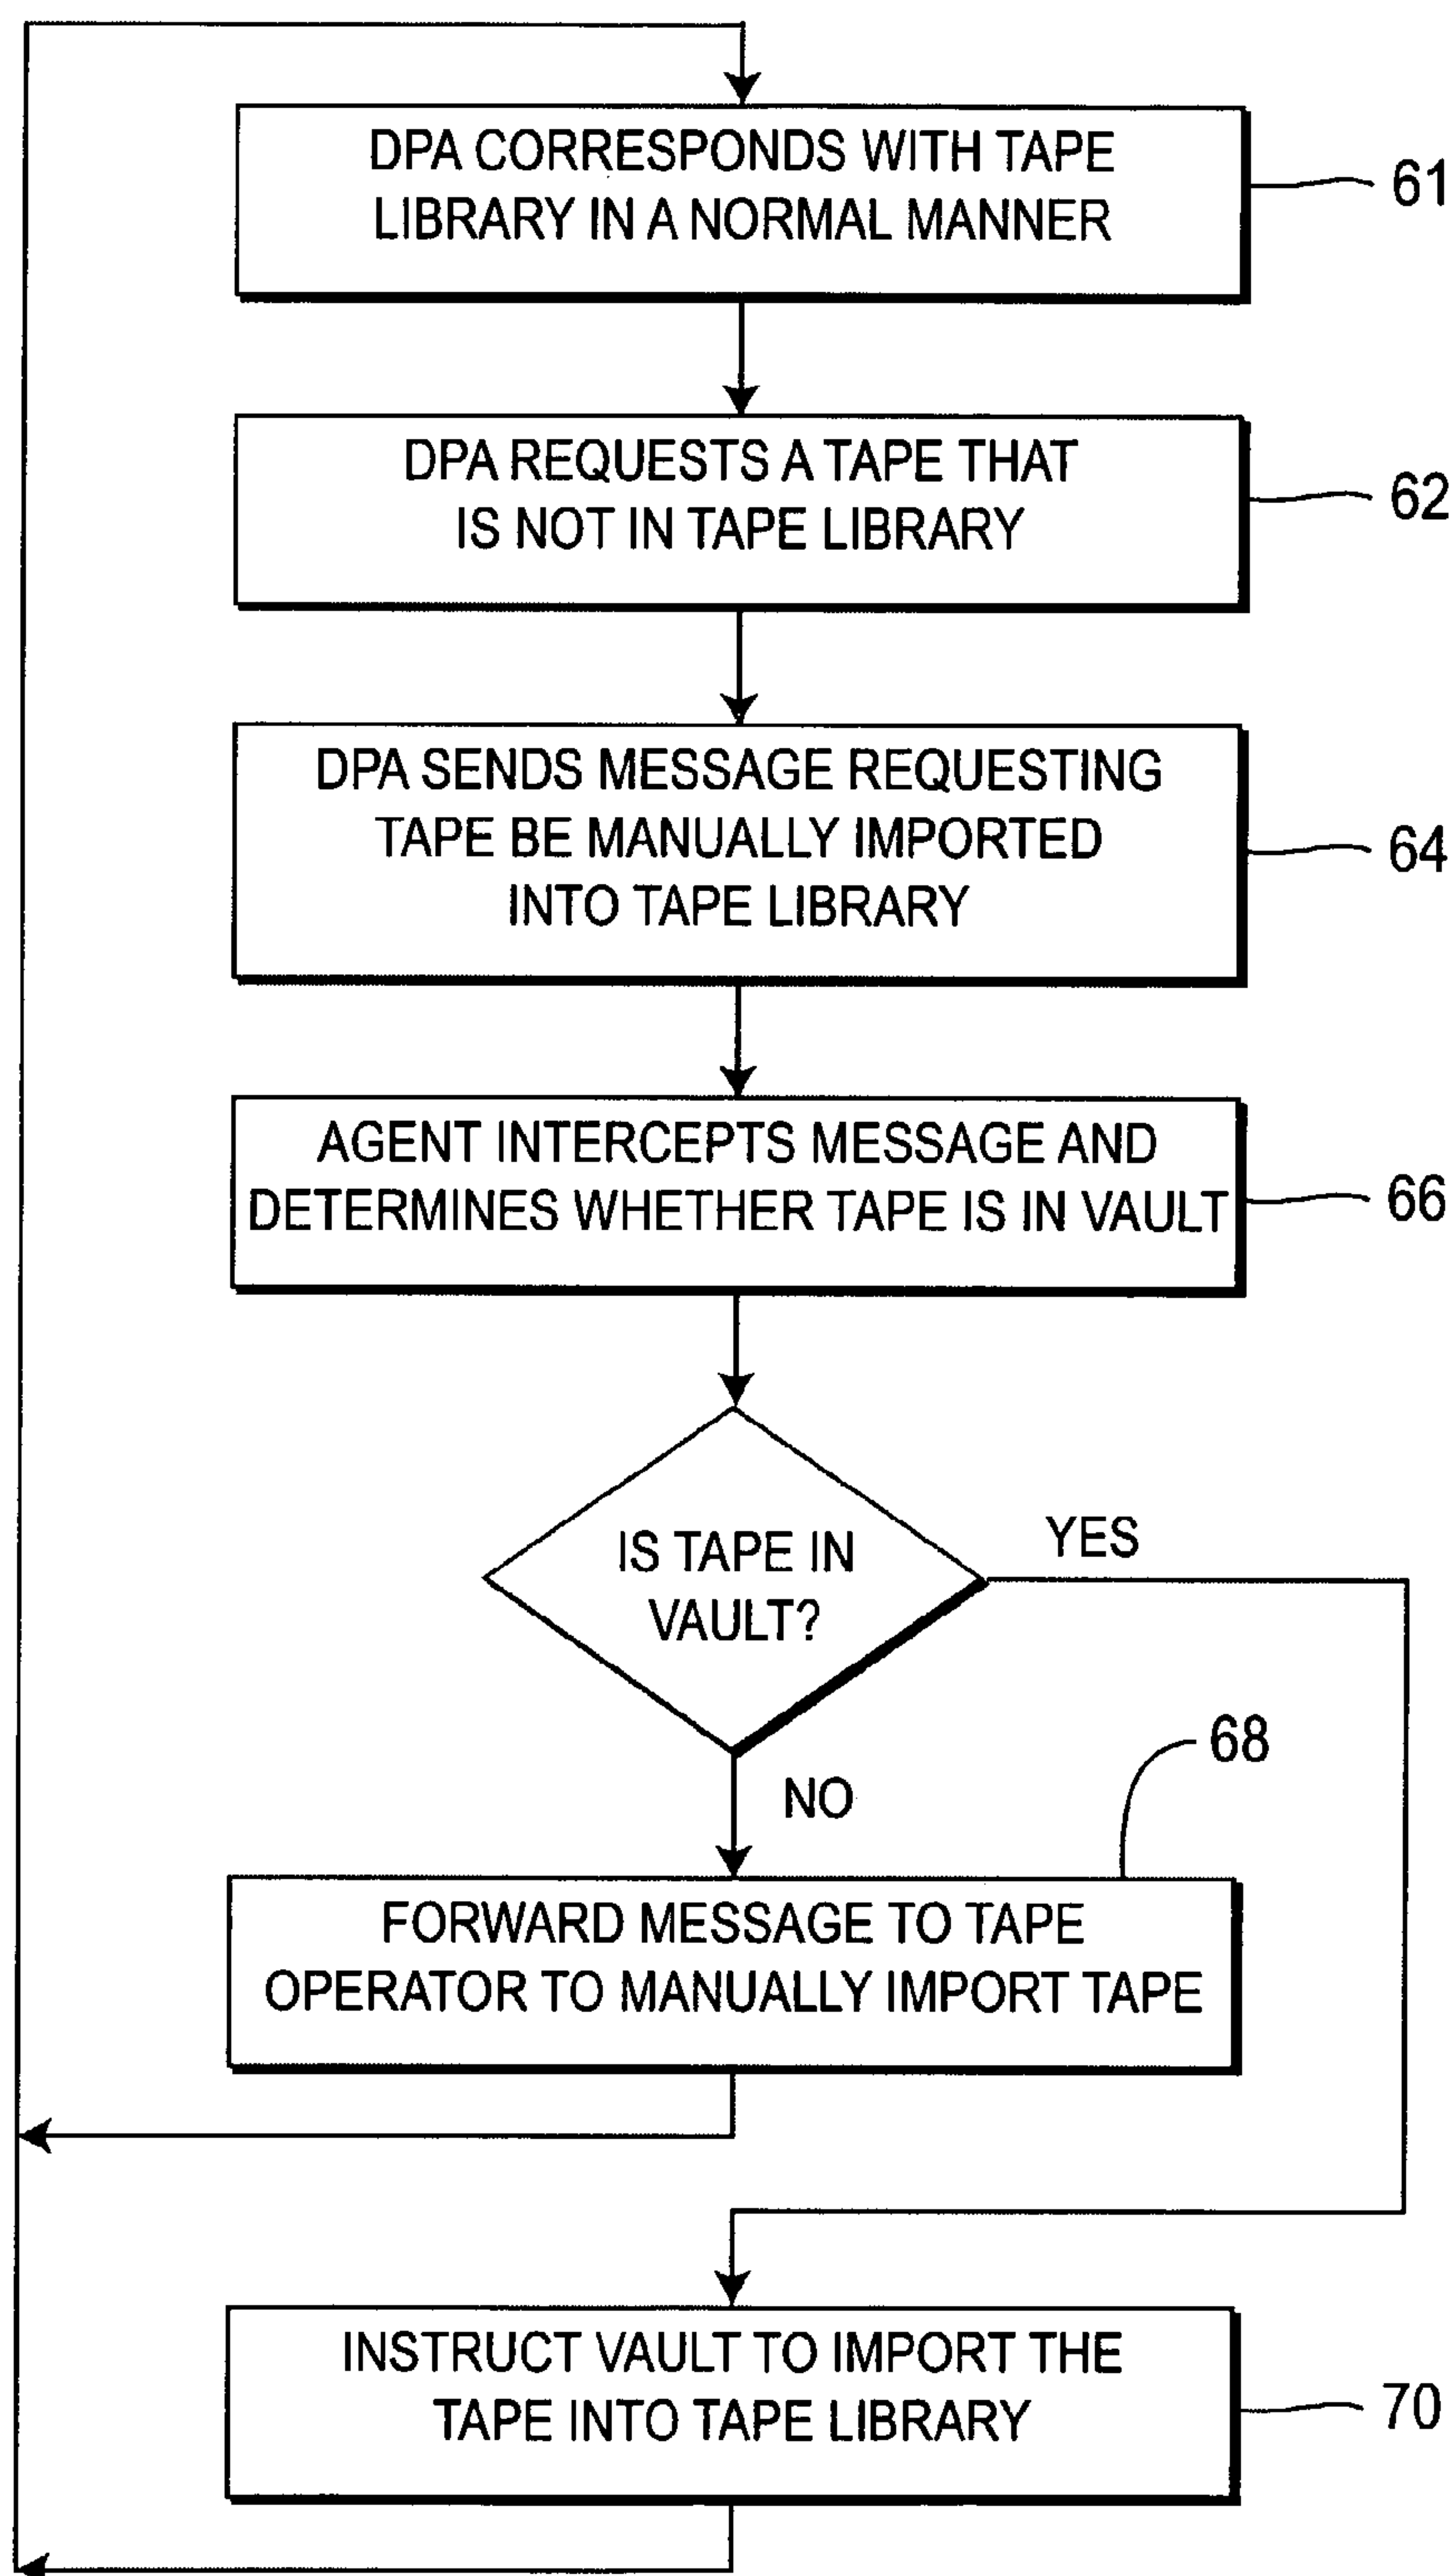 DPA CORRESPONDS WITH TAPE
LIBRARY IN A NORMAL MANNER
61
DPA REQUESTS A TAPE THAT
IS NOT IN TAPE LIBRARY
62
DPA SENDS MESSAGE REQUESTING
TAPE BE MANUALLY IMPORTED
INTO TAPE LIBRARY
64
AGENT INTERCEPTS MESSAGE AND
DETERMINES WHETHER TAPE IS IN VAULT
66
IS TAPE IN
VAULT?
YES
NO
68
FORWARD MESSAGE TO TAPE
OPERATOR TO MANUALLY IMPORT TAPE
INSTRUCT VAULT TO IMPORT THE
TAPE INTO TAPE LIBRARY
70